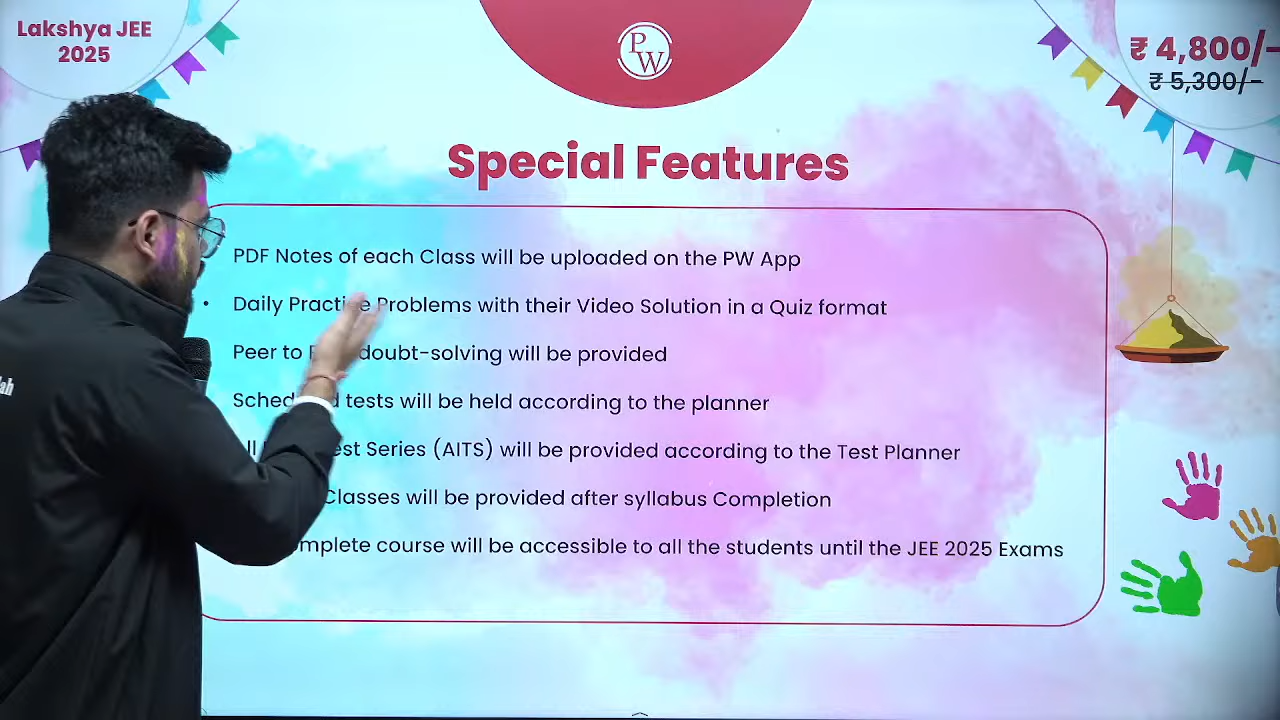 Lakshya JEE
2025
PW
₹ 4,800/-
₹ 5,300/-
Special Features
PDF Notes of each Class will be uploaded on the PW App
• Daily Practice Problems with their Video Solution in a Quiz format
Peer to doubt-solving will be provided
tests will be held according to the planner
Test Series (AITS) will be provided according to the Test Planner
Classes will be provided after syllabus Completion
complete course will be accessible to all the students until the JEE 2025 Exams